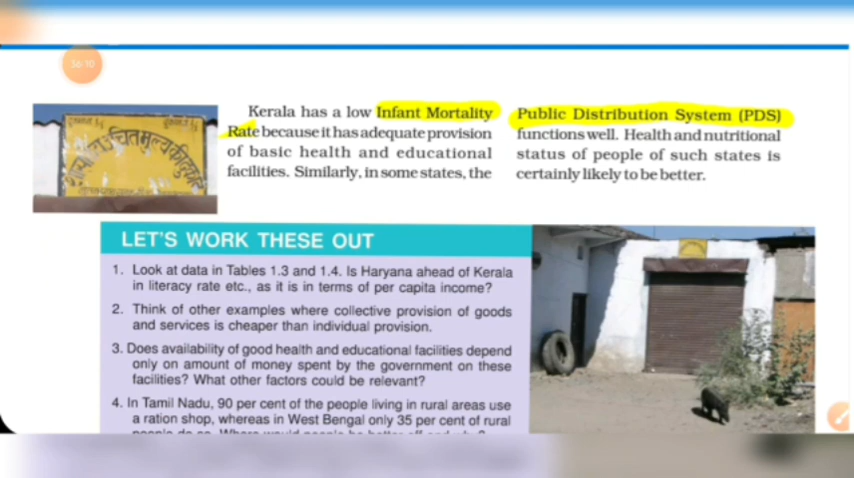 36:10
Kerala has a low Infant Mortality
Rate because it has adequate provision
of basic health and educational
facilities. Similarly, in some states, the
Public Distribution System (PDS)
functions well. Health and nutritional
status of people of such states is
certainly likely to be better.
LET'S WORK THESE OUT
1. Look at data in Tables 1.3 and 1.4. Is Haryana ahead of Kerala
in literacy rate etc., as it is in terms of per capita income?
2. Think of other examples where collective provision of goods
and services is cheaper than individual provision.
3. Does availability of good health and educational facilities depend
only on amount of money spent by the government on these
facilities? What other factors could be relevant?
4. In Tamil Nadu, 90 per cent of the people living in rural areas use
a ration shop, whereas in West Bengal only 35 per cent of rural